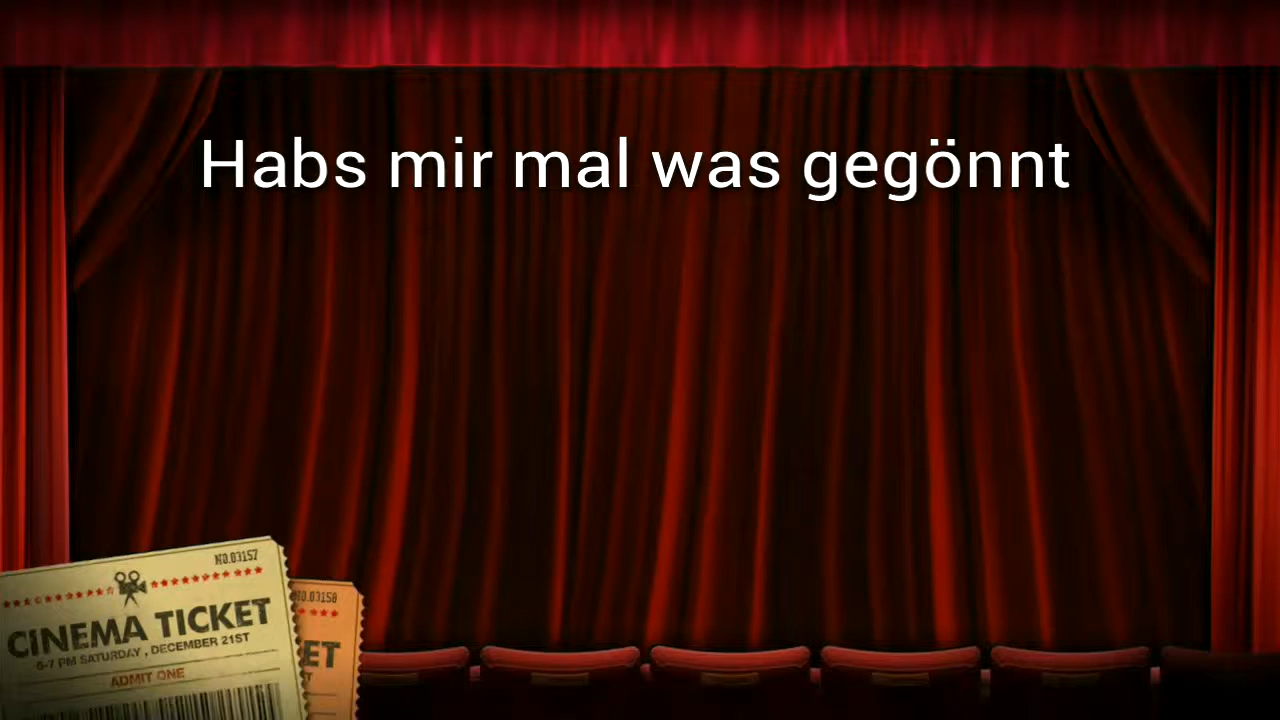 Habs mir mal was gegönnt
NO.03157
CINEMA TICKET
6-7 PM SATURDAY, DECEMBER 21ST
ADMIT ONE
NO.03158
ET